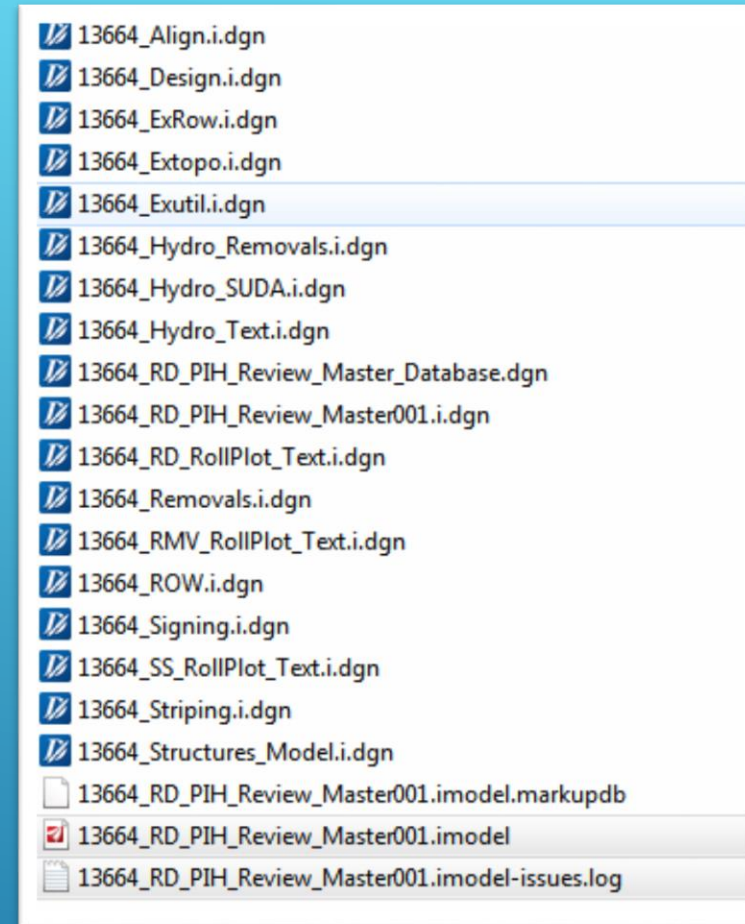 13664_Align.i.dgn
13664_Design.i.dgn
13664_ExRow.i.dgn
13664_Extopo.i.dgn
13664_Exutil.i.dgn
13664_Hydro_Removals.i.dgn
13664_Hydro_SUDA.i.dgn
13664_Hydro_Text.i.dgn
13664_RD_PIH_Review_Master_Database.dgn
13664_RD_PIH_Review_Master001.i.dgn
13664_RD_RollPlot_Text.i.dgn
13664_Removals.i.dgn
13664_RMV_RollPlot_Text.i.dgn
13664_ROW.i.dgn
13664_Signing.i.dgn
13664_SS_RollPlot_Text.i.dgn
13664_Striping.i.dgn
13664_Structures_Model.i.dgn
13664_RD_PIH_Review_Master001.imodel.markupdb
13664_RD_PIH_Review_Master001.imodel
13664_RD_PIH_Review_Master001.imodel-issues.log